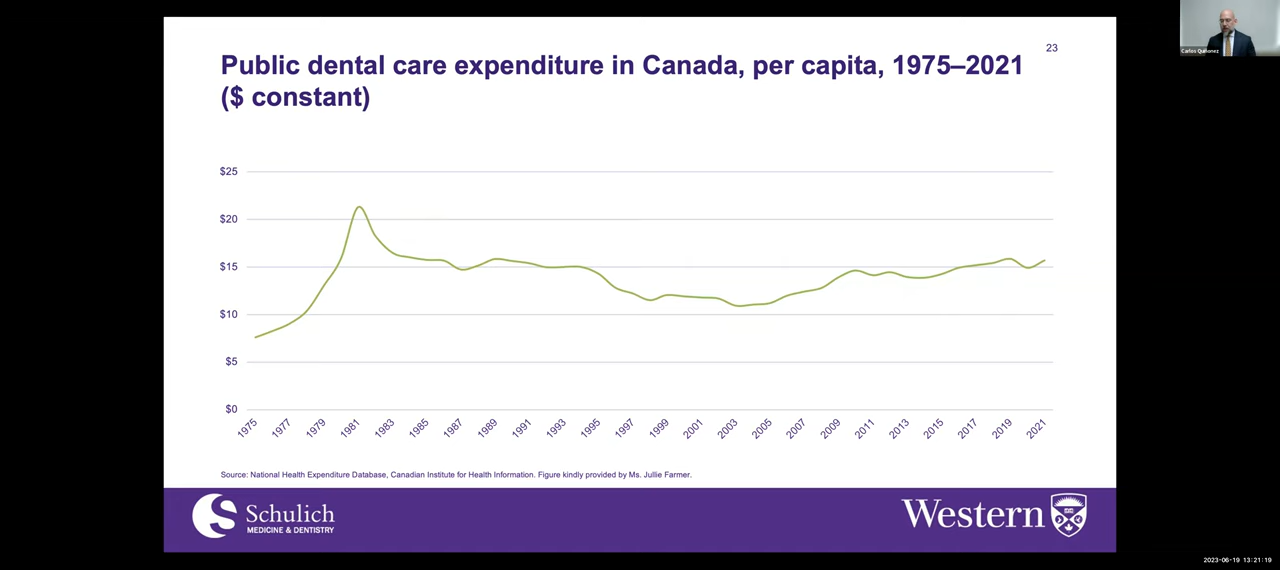 Carlos Quiñonez
23
Public dental care expenditure in Canada, per capita, 1975–2021
($ constant)
$25
$20
$15
$10
$5
$0
1975 1977 1979 1981 1983 1985 1987 1989 1991 1993 1995 1997 1999 2001 2003 2005 2007 2009 2011 2013 2015 2017 2019 2021
Source: National Health Expenditure Database, Canadian Institute for Health Information. Figure kindly provided by Ms. Jullie Farmer.
Schulich
MEDICINE & DENTISTRY
Western
2023-06-19 13:21:19